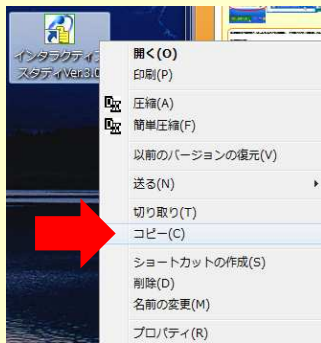 インタラクティブ
スタディVer.3.0
開く(O)
印刷(P)
圧縮(A)
簡単圧縮(F)
以前のバージョンの復元(V)
送る(N)
切り取り(T)
コピー(C)
ショートカットの作成(S)
削除(D)
名前の変更(M)
プロパティ(R)